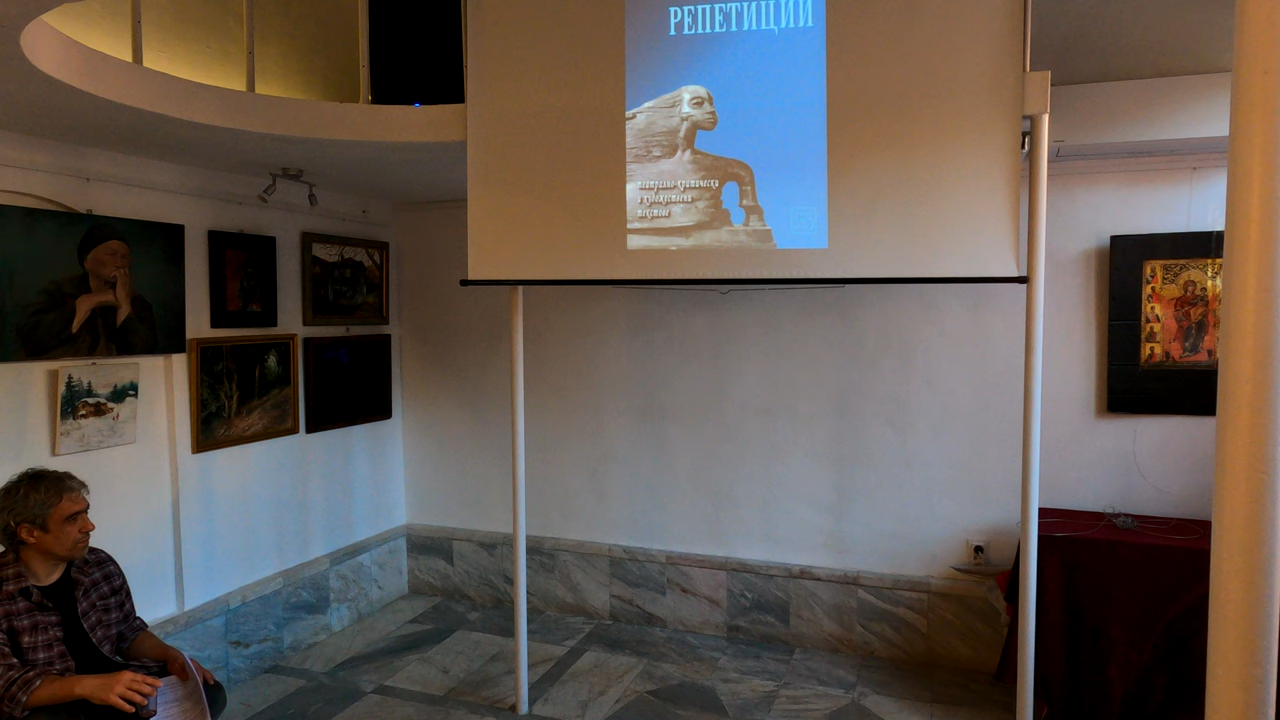 РЕПЕТИЦИИ
театрално-критически
и художествени
текстове